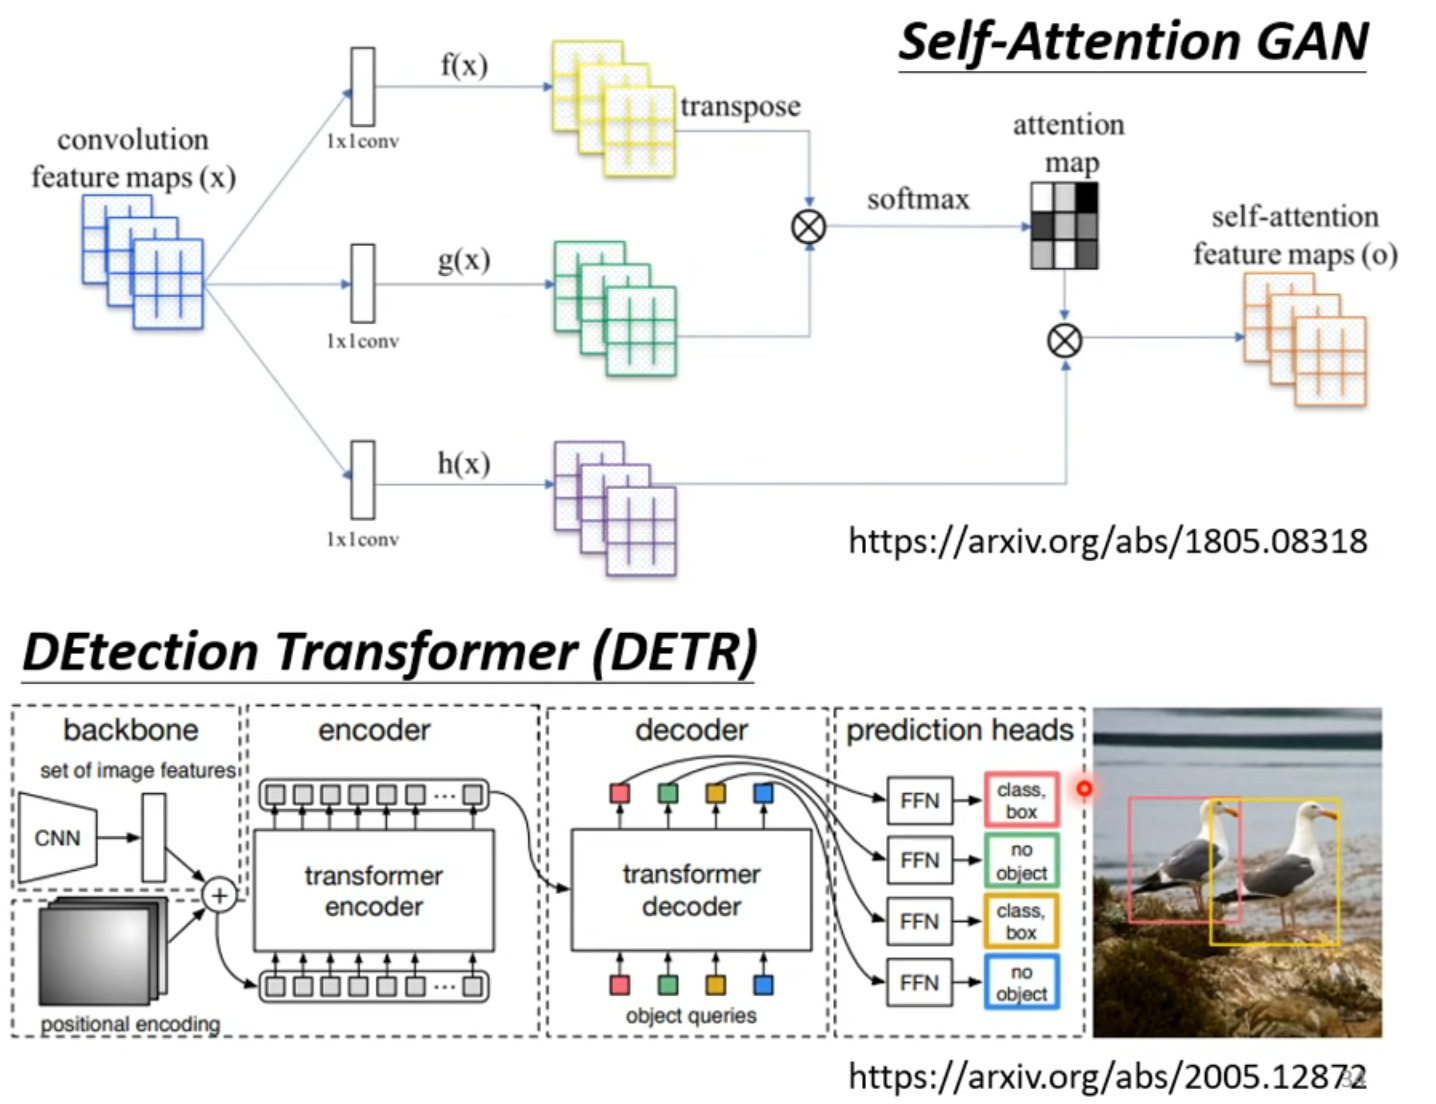 Self-Attention GAN
convolution
feature maps (x)
1x1conv
f(x)
transpose
1x1conv
g(x)
softmax
attention
map
self-attention
feature maps (o)
1x1conv
h(x)
https://arxiv.org/abs/1805.08318
DEtection Transformer (DETR)
backbone
set of image features
CNN
+
positional encoding
encoder
...
transformer
encoder
...
decoder
transformer
decoder
object queries
prediction heads
FFN
class,
box
FFN
no
object
FFN
class,
box
FFN
no
object
https://arxiv.org/abs/2005.12872
34